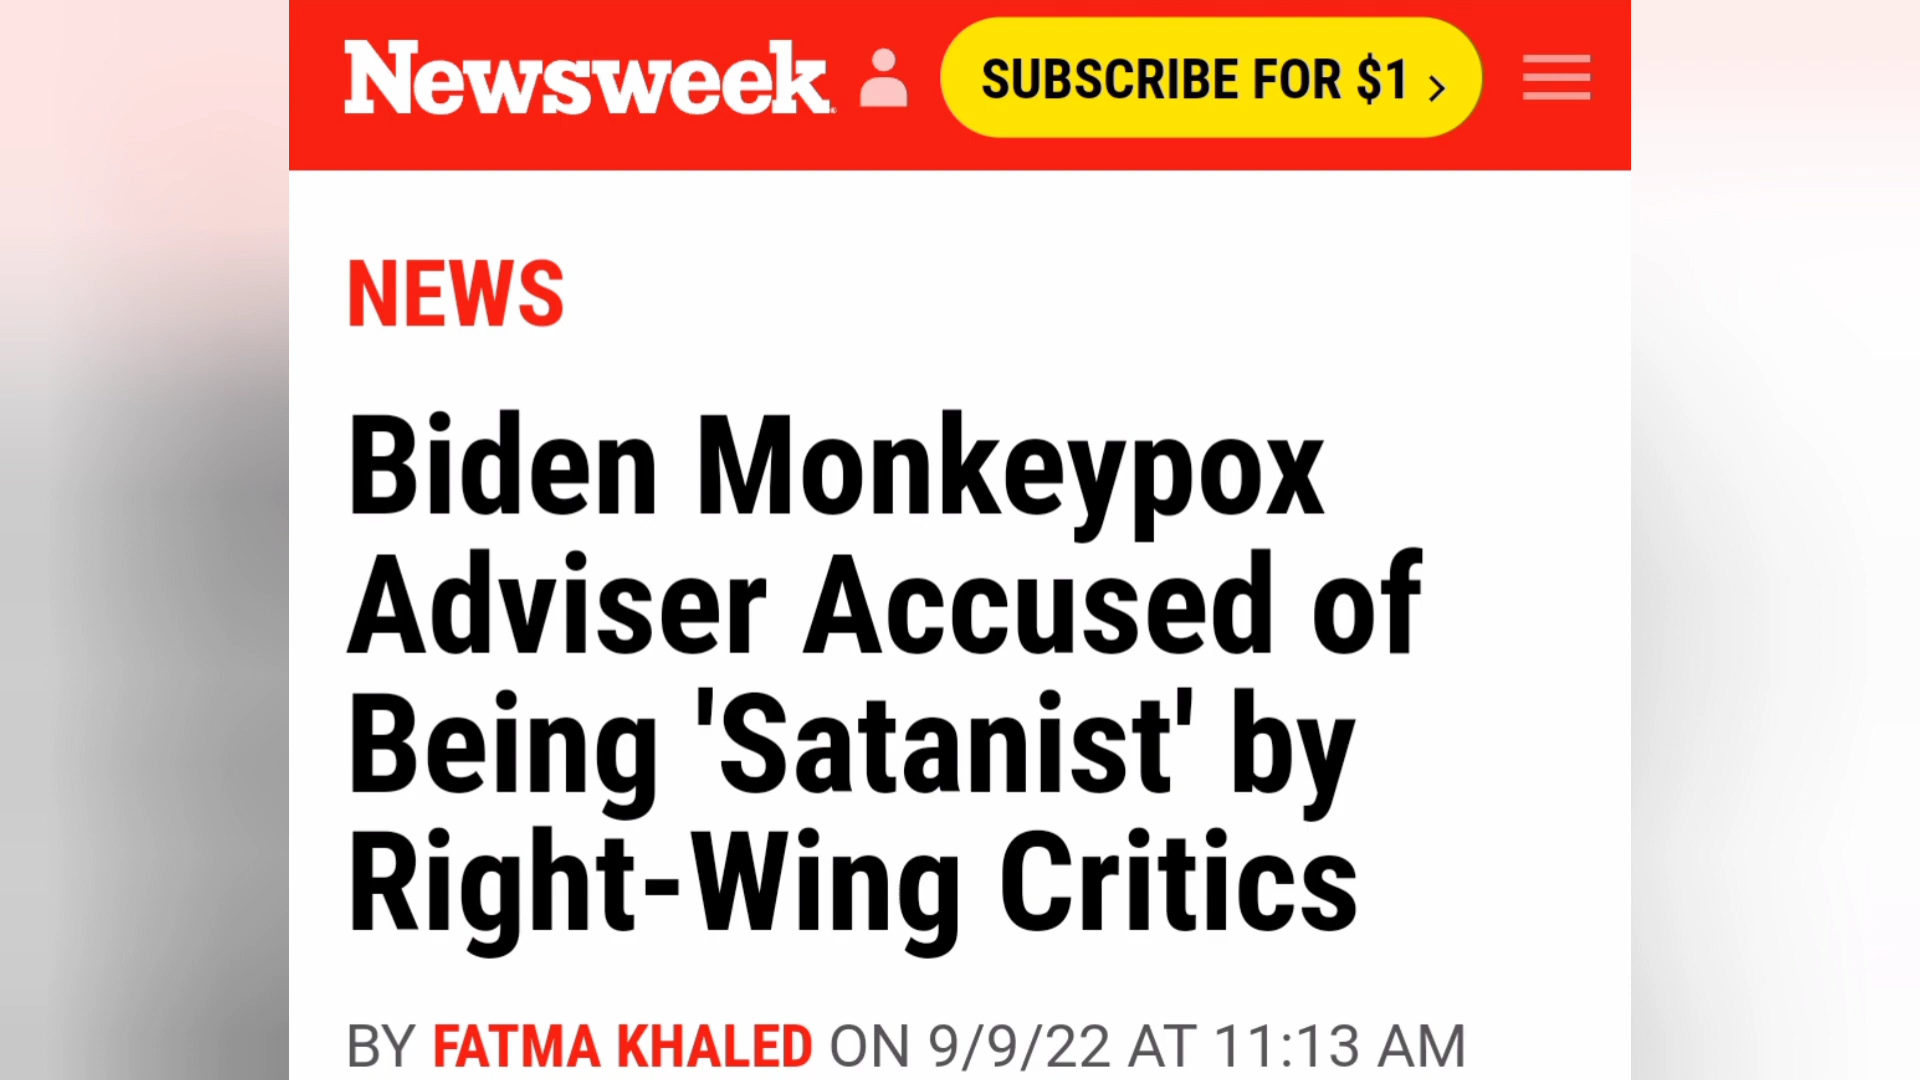 Newsweek
SUBSCRIBE FOR $1 >
NEWS
Biden Monkeypox
Adviser Accused of
Being 'Satanist' by
Right-Wing Critics
BY FATMA KHALED ON 9/9/22 AT 11:13 AM